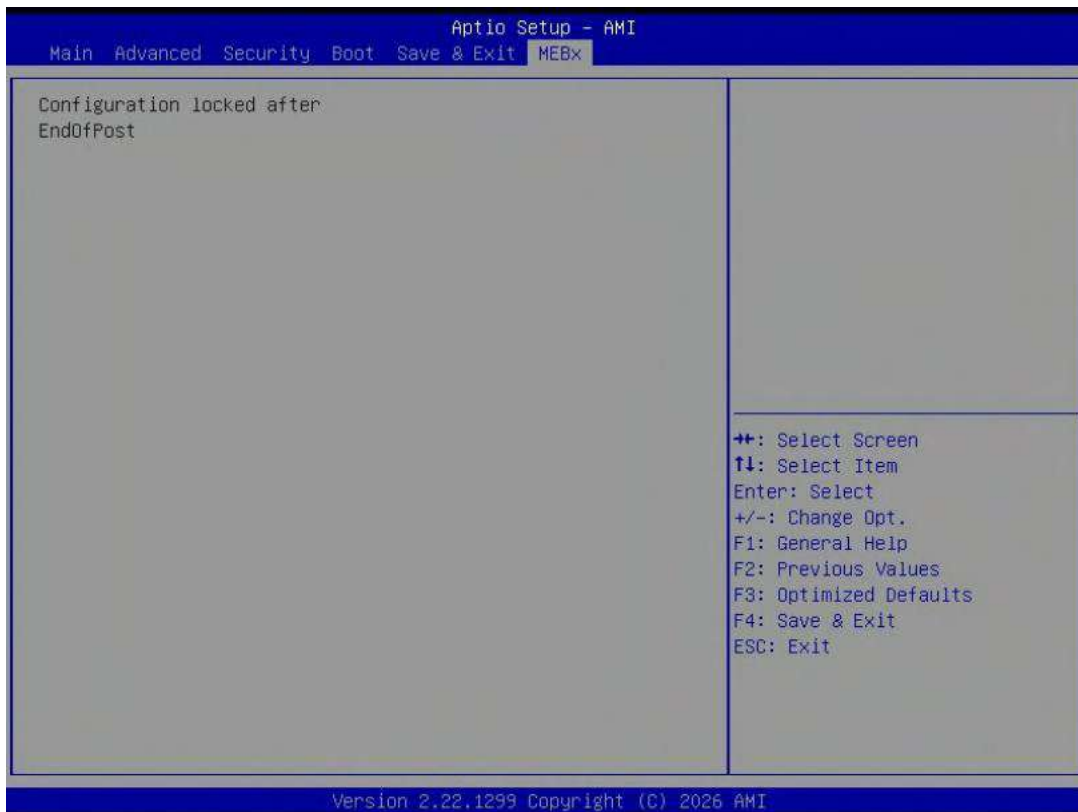 Aptio Setup - AMI
Main Advanced Security Boot Save & Exit MEBx
Configuration locked after
EndOfPost
→←: Select Screen
↑↓: Select Item
Enter: Select
+/-: Change Opt.
F1: General Help
F2: Previous Values
F3: Optimized Defaults
F4: Save & Exit
ESC: Exit
Version 2.22.1299 Copyright (C) 2026 AMI